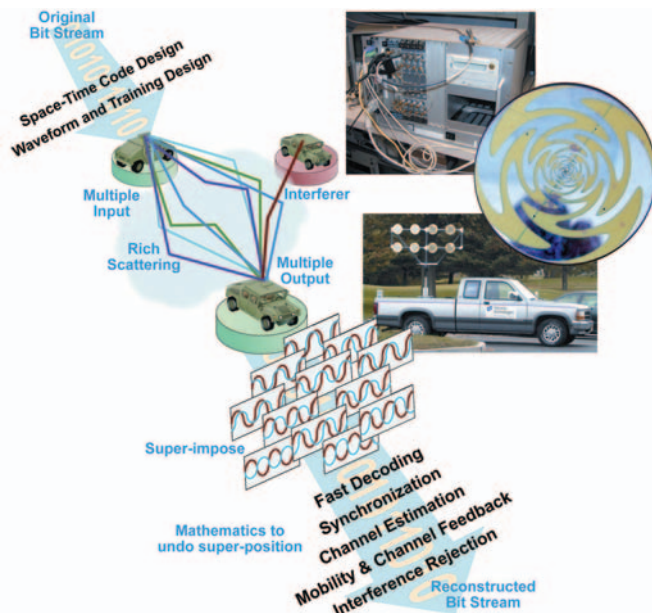 Original
Bit Stream
Space-Time Code Design
Waveform and Training Design
Multiple
Input
Interferer
Rich
Scattering
Multiple
Output
Super-impose
Mathematics to
undo super-position
Fast Decoding
Synchronization
Channel Estimation
Mobility & Channel Feedback
Interference Rejection
Reconstructed
Bit Stream